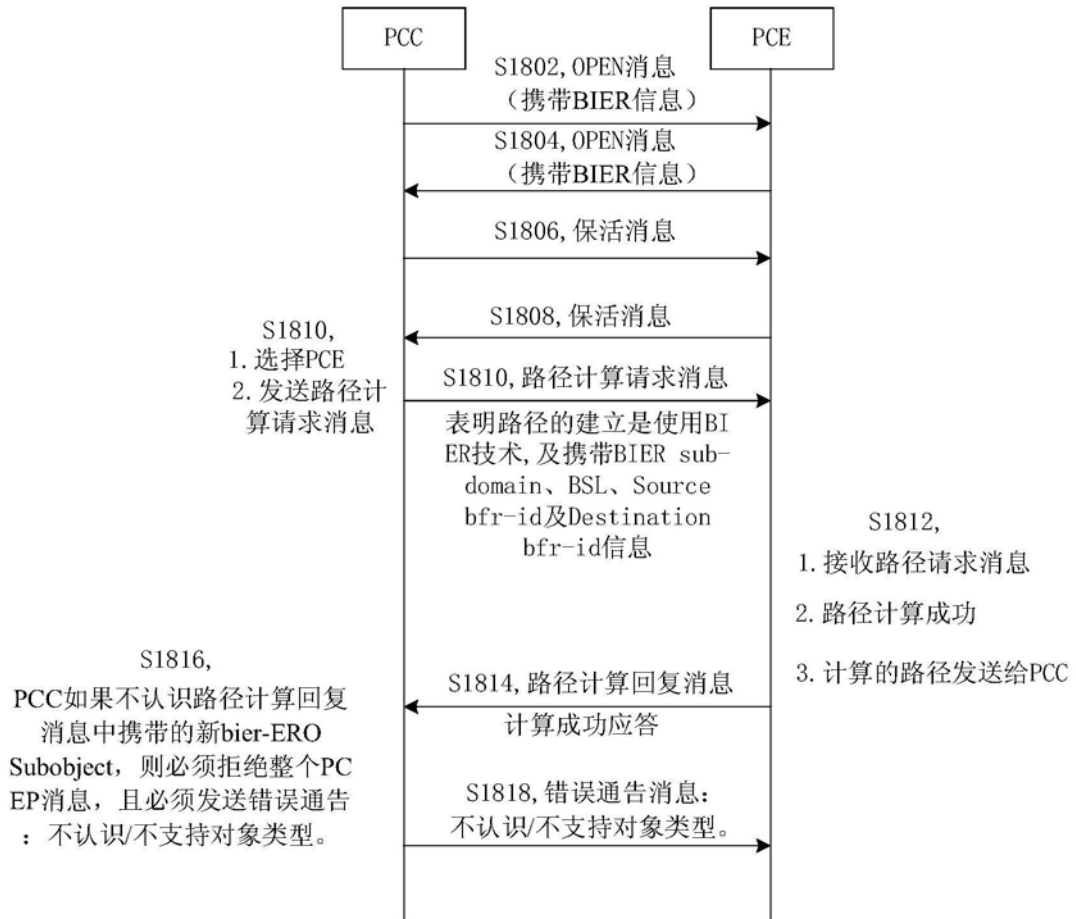 PCC
PCE
S1802,OPEN消息
（携带BIER信息）
S1804,OPEN消息
（携带BIER信息）
S1806,保活消息
S1808,保活消息
S1810,
1.选择PCE
2.发送路径计
算请求消息
S1810,路径计算请求消息
表明路径的建立是使用BI
ER技术,及携带BIER sub-
domain、BSL、Source
bfr-id及Destination
bfr-id信息
S1812,
1.接收路径请求消息
2.路径计算成功
3.计算的路径发送给PCC
S1814,路径计算回复消息
计算成功应答
S1816,
PCC如果不认识路径计算回复
消息中携带的新bier-ERO
Subobject，则必须拒绝整个PC
EP消息，且必须发送错误通告
：不认识/不支持对象类型。
S1818,错误通告消息：
不认识/不支持对象类型。